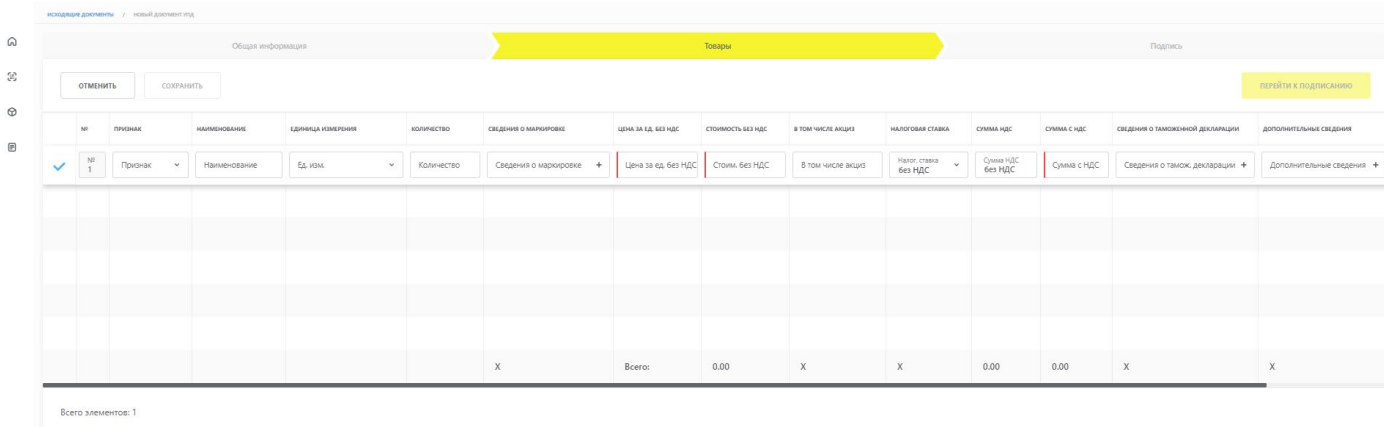 ИСХОДЯЩИЕ ДОКУМЕНТЫ / НОВЫЙ ДОКУМЕНТ УПД
Общая информация Товары Подпись
ОТМЕНИТЬ СОХРАНИТЬ ПЕРЕЙТИ К ПОДПИСАНИЮ
№ ПРИЗНАК НАИМЕНОВАНИЕ ЕДИНИЦА ИЗМЕРЕНИЯ КОЛИЧЕСТВО СВЕДЕНИЯ О МАРКИРОВКЕ ЦЕНА ЗА ЕД. БЕЗ НДС СТОИМОСТЬ БЕЗ НДС В ТОМ ЧИСЛЕ АКЦИЗ НАЛОГОВАЯ СТАВКА СУММА НДС СУММА С НДС СВЕДЕНИЯ О ТАМОЖЕННОЙ ДЕКЛАРАЦИИ ДОПОЛНИТЕЛЬНЫЕ СВЕДЕНИЯ
№ Налог. ставка Сумма НДС
1 Признак Наименование Ед. изм. Количество Сведения о маркировке + Цена за ед. без НДС Стоим. без НДС В том числе акциз без НДС без НДС Сумма с НДС Сведения о тамож. декларации + Дополнительные сведения +
X Всего: 0.00 X X 0.00 0.00 X X
Всего элементов: 1